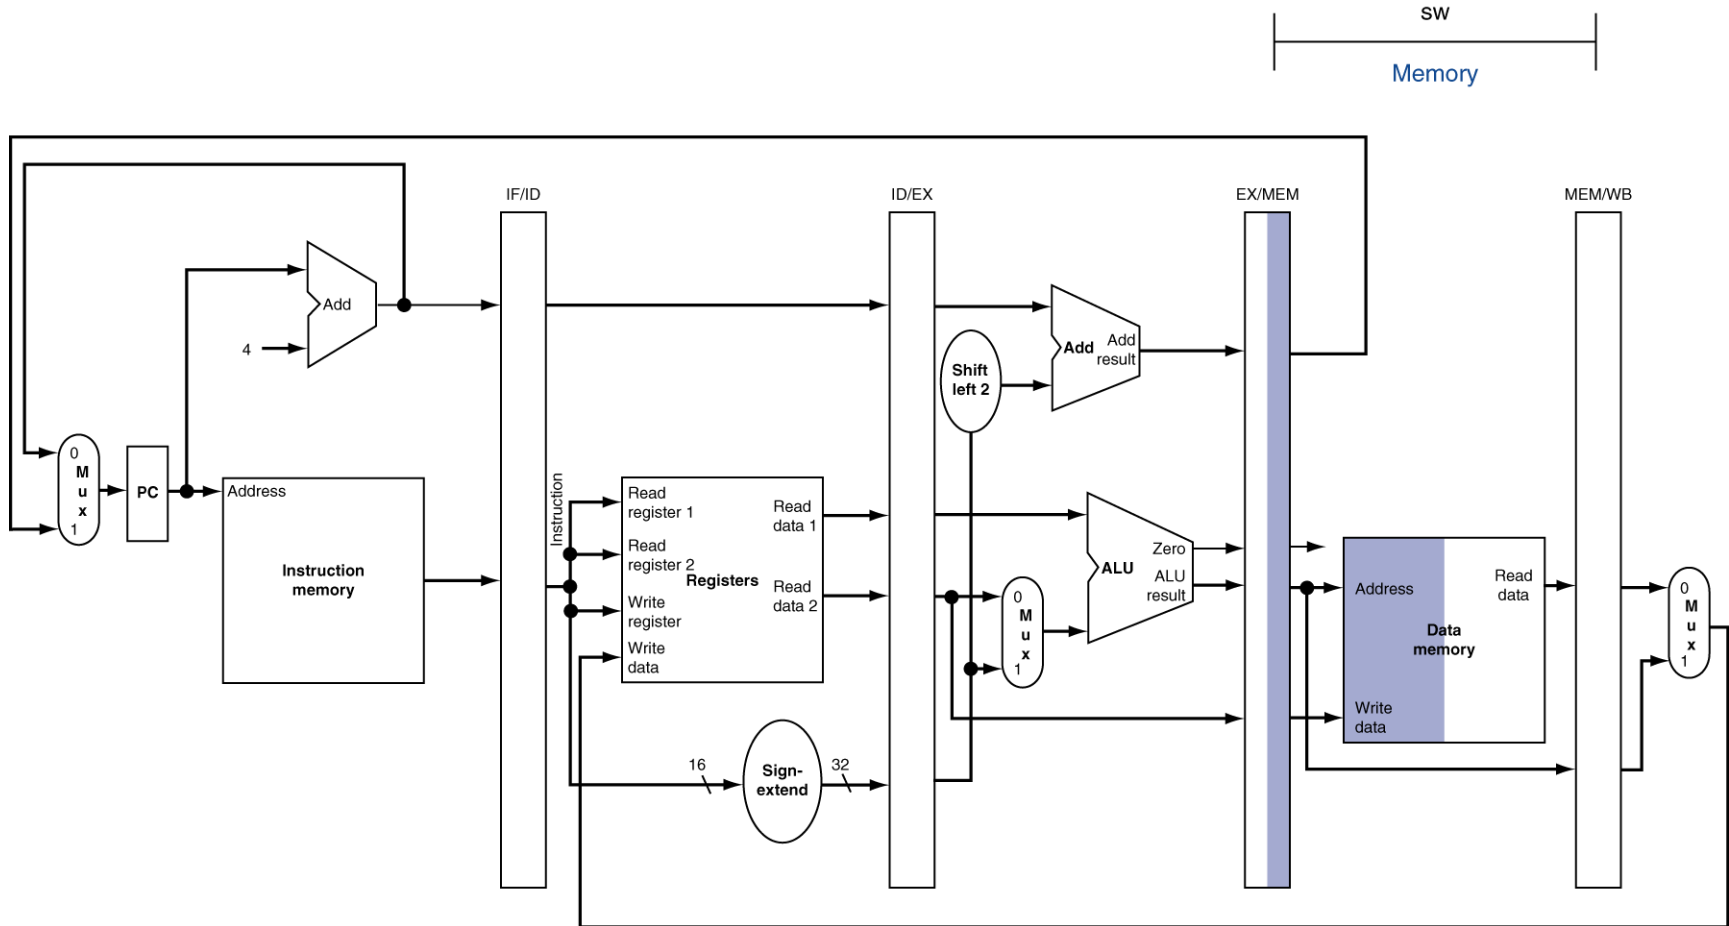 SW
Memory
IF/ID
ID/EX
EX/MEM
MEM/WB
Add
4
Shift
left 2
Add
Add
result
0
M
u
x
1
PC
Address
Instruction
memory
Instruction
Read
register 1
Read
register 2
Write
register
Write
data
Registers
Read
data 1
Read
data 2
16
Sign-
extend
32
0
M
u
x
1
Zero
ALU
ALU
result
Address
Read
data
Data
memory
Write
data
0
M
u
x
1